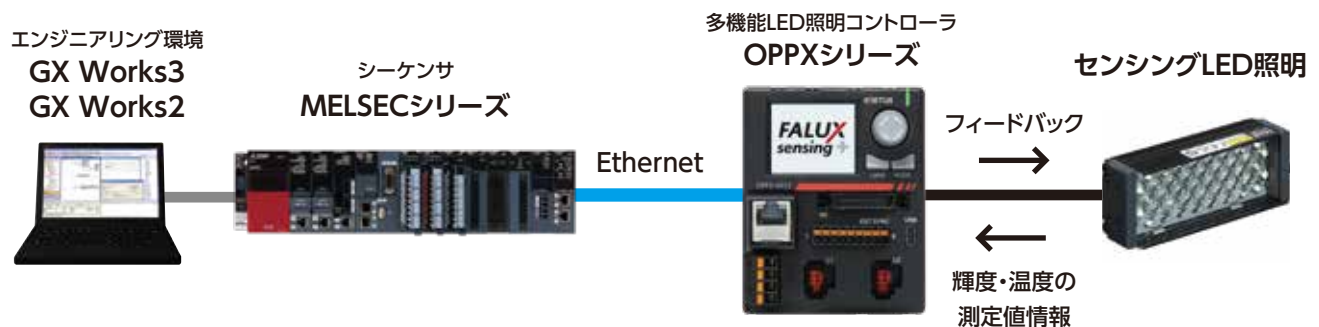 エンジニアリング環境
GX Works3
GX Works2
シーケンサ
MELSECシリーズ
Ethernet
多機能LED照明コントローラ
OPPXシリーズ
STATUS
FALUX
sensing+
フィードバック
輝度・温度の
測定値情報
センシングLED照明